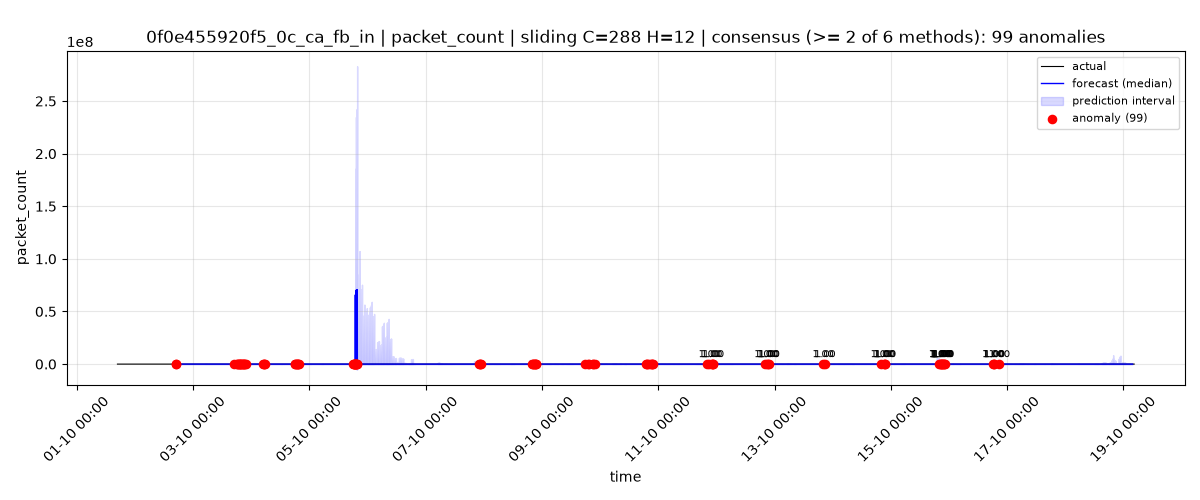 0f0e455920f5_0c_ca_fb_in | packet_count | sliding C=288 H=12 | consensus (>= 2 of 6 methods): 99 anomalies
1e8
actual
forecast (median)
prediction interval
anomaly (99)
2.5
2.0
1.5
1.0
0.5
0.0
packet_count
1.00
01-10 00:00
03-10 00:00
05-10 00:00
07-10 00:00
09-10 00:00
11-10 00:00
13-10 00:00
15-10 00:00
17-10 00:00
19-10 00:00
time